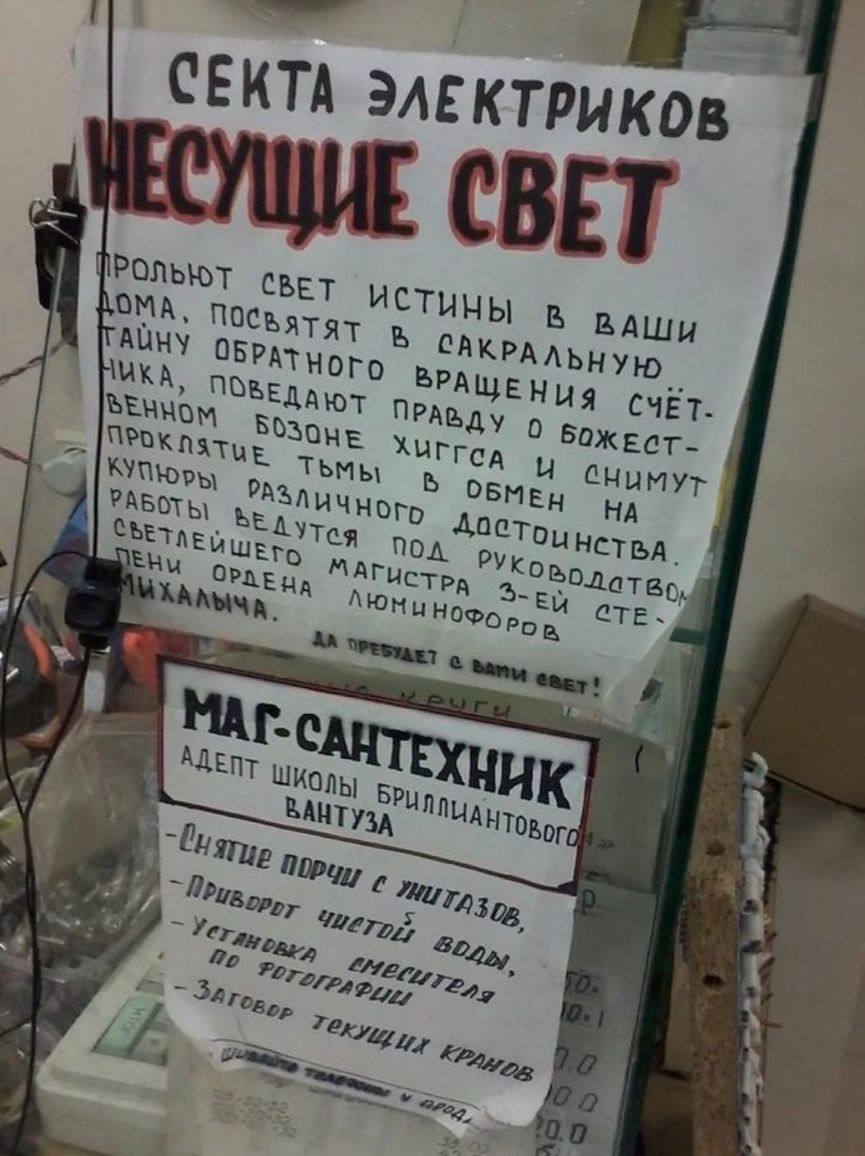 СЕКТА ЭЛЕКТРИКОВ
НЕСУЩИЕ СВЕТ
ПРОЛЬЮТ СВЕТ ИСТИНЫ В ВАШИ
ДОМА, ПОСВЯТЯТ В САКРАЛЬНУЮ
ТАЙНУ ОБРАТНОГО ВРАЩЕНИЯ СЧЁТ-
ЧИКА, ПОВЕДАЮТ ПРАВДУ О БОЖЕСТ-
ВЕННОМ БОЗОНЕ ХИГГСА И СНИМУТ
ПРОКЛЯТИЕ ТЬМЫ В ОБМЕН НА
КУПЮРЫ РАЗЛИЧНОГО ДОСТОИНСТВА.
РАБОТЫ ВЕДУТСЯ ПОД РУКОВОДСТВОМ
СВЕТЛЕЙШЕГО МАГИСТРА 3-ЕЙ СТЕ-
ПЕНИ ОРДЕНА ЛЮМИНОФОРОВ
МИХАЛЫЧА.
ДА ПРЕБУДЕТ С ВАМИ СВЕТ!
МАГ-САНТЕХНИК
АДЕПТ ШКОЛЫ БРИЛЛИАНТОВОГО
ВАНТУЗА
-СНЯТИЕ ПОРЧИ С УНИТАЗОВ,
-ПРИВОРОТ ЧИСТОЙ ВОДЫ,
-УСТАНОВКА СМЕСИТЕЛЯ
ПО ФОТОГРАФИИ
-ЗАГОВОР ТЕКУЩИХ КРАНОВ